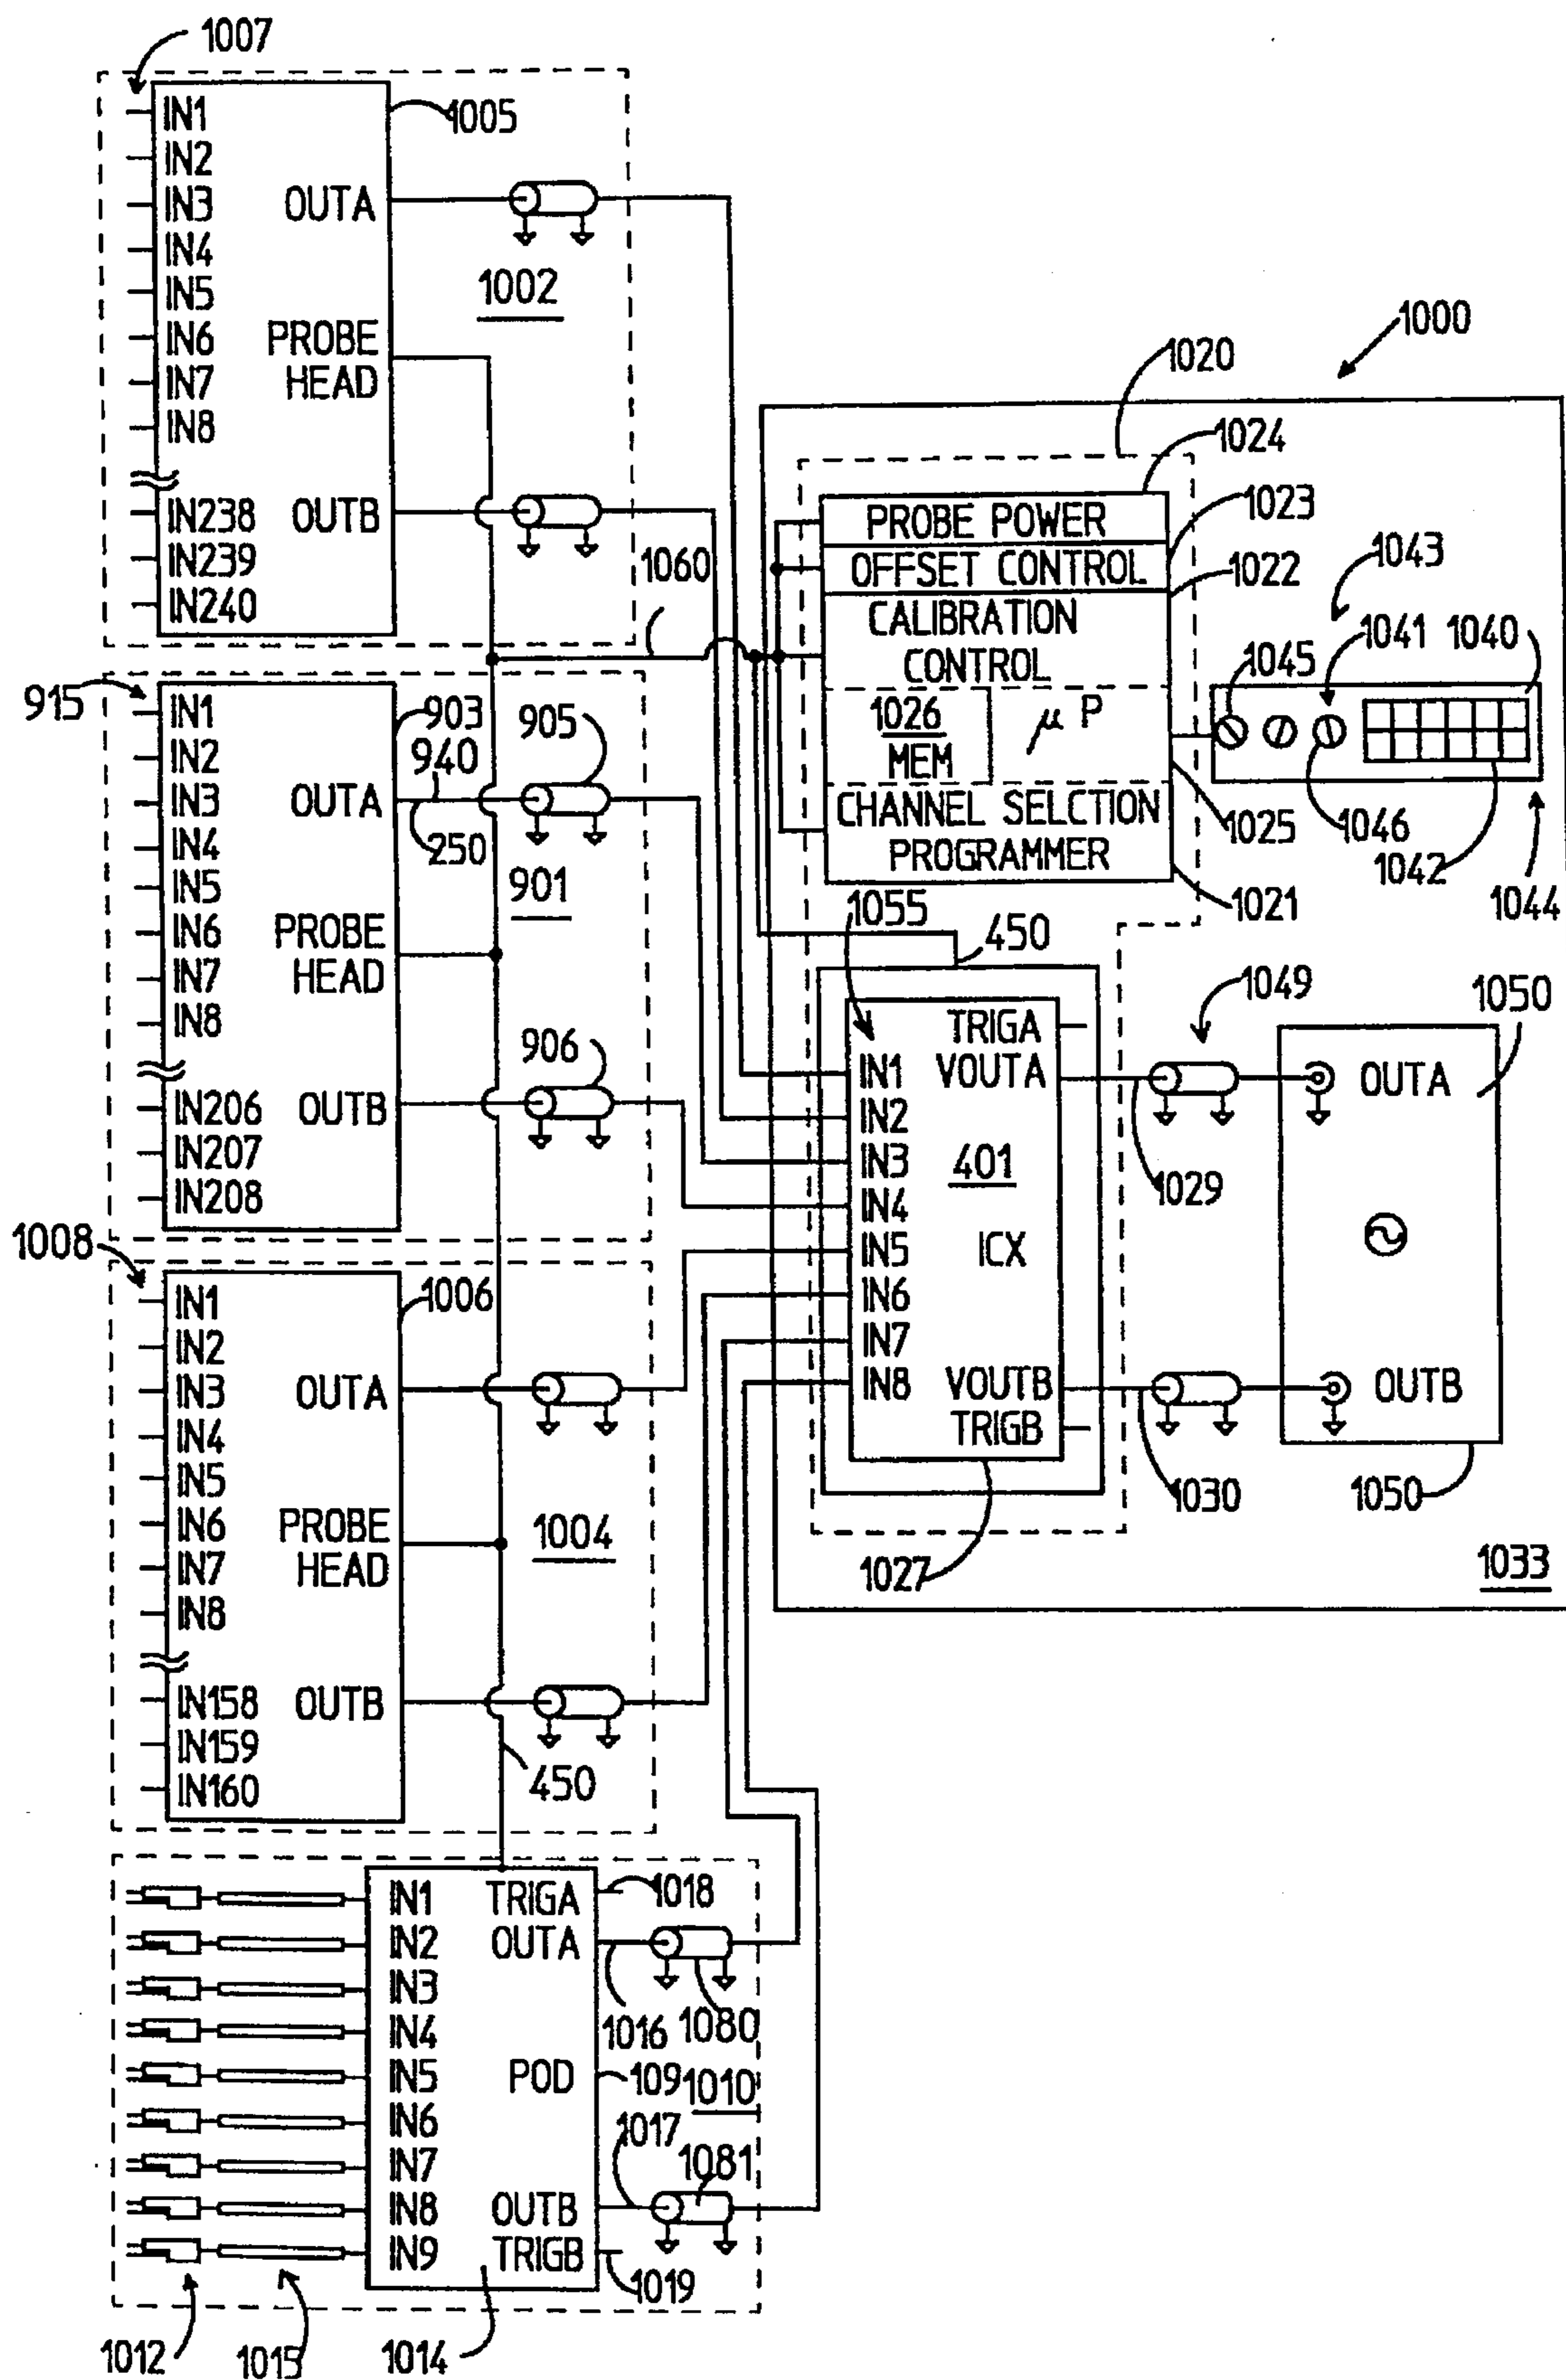 1007
1005
IN1
IN2
IN3 OUTA
IN4
IN5
IN6 PROBE
IN7 HEAD
IN8
IN238 OUTB
IN239
IN240
1002
1000
1020
1024
PROBE POWER
1023
OFFSET CONTROL
1022
CALIBRATION
CONTROL
1026
MEM
μP
CHANNEL SELCTION
PROGRAMMER
1025
1021
1060
1043
1045
1041
1040
1046
1042
1044
915
903
IN1
IN2
IN3 OUTA
IN4
IN5
IN6 PROBE
IN7 HEAD
IN8
IN206 OUTB
IN207
IN208
940
250
905
901
906
1055
450
TRIGA
IN1 VOUTA
IN2
IN3 401
IN4
IN5 ICX
IN6
IN7
IN8 VOUTB
TRIGB
1027
1049
1029
1030
1050
OUTA
OUTB
1050
1033
1008
1006
IN1
IN2
IN3 OUTA
IN4
IN5
IN6 PROBE
IN7 HEAD
IN8
IN158 OUTB
IN159
IN160
1004
450
IN1 TRIGA
IN2 OUTA
IN3
IN4
IN5 POD
IN6
IN7
IN8 OUTB
IN9 TRIGB
1018
1016
1080
109
1010
1017
1081
1019
1012
1015
1014